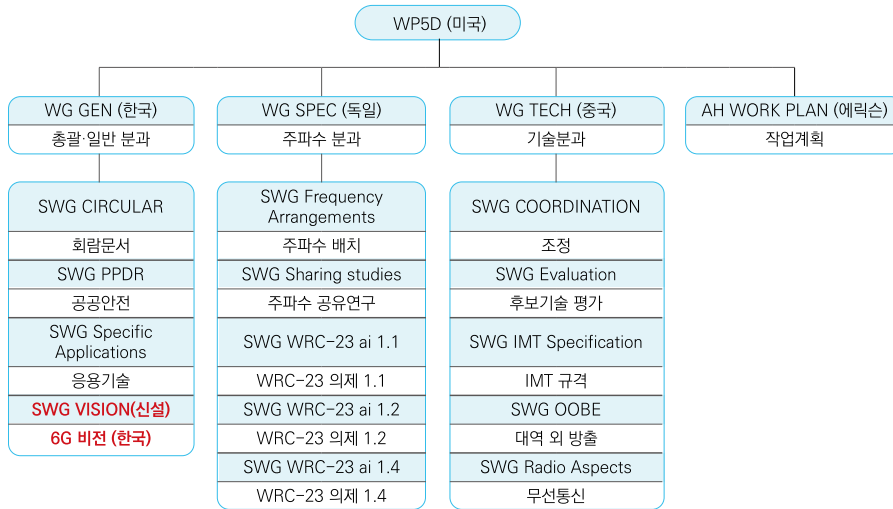 WP5D (미국)
WG GEN (한국)
총괄·일반 분과
WG SPEC (독일)
주파수 분과
WG TECH (중국)
기술분과
AH WORK PLAN (에릭슨)
작업계획
SWG CIRCULAR
회람문서
SWG PPDR
공공안전
SWG Specific
Applications
응용기술
SWG VISION(신설)
6G 비전 (한국)
SWG Frequency
Arrangements
주파수 배치
SWG Sharing studies
주파수 공유연구
SWG WRC-23 ai 1.1
WRC-23 의제 1.1
SWG WRC-23 ai 1.2
WRC-23 의제 1.2
SWG WRC-23 ai 1.4
WRC-23 의제 1.4
SWG COORDINATION
조정
SWG Evaluation
후보기술 평가
SWG IMT Specification
IMT 규격
SWG OOBE
대역 외 방출
SWG Radio Aspects
무선통신